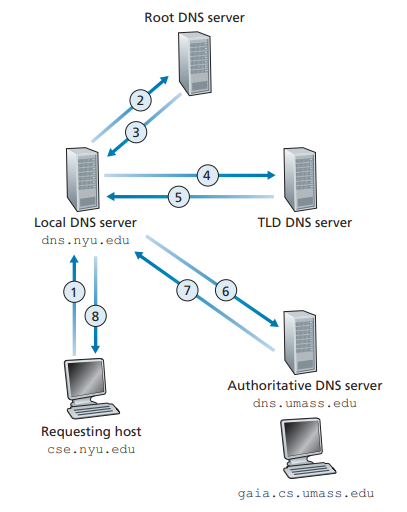 Root DNS server
2
3
4
5
Local DNS server
dns.nyu.edu
TLD DNS server
1
8
7
6
Requesting host
cse.nyu.edu
Authoritative DNS server
dns.umass.edu
gaia.cs.umass.edu